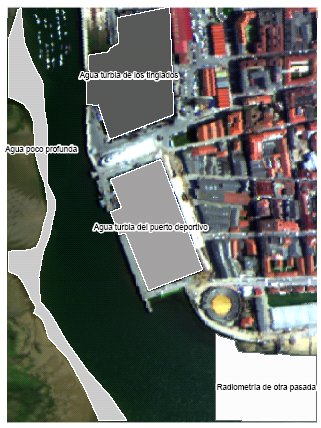 Agua turbia de los tinglados
Agua poco profunda
Agua turbia del puerto deportivo
Radiometría de otra pasada